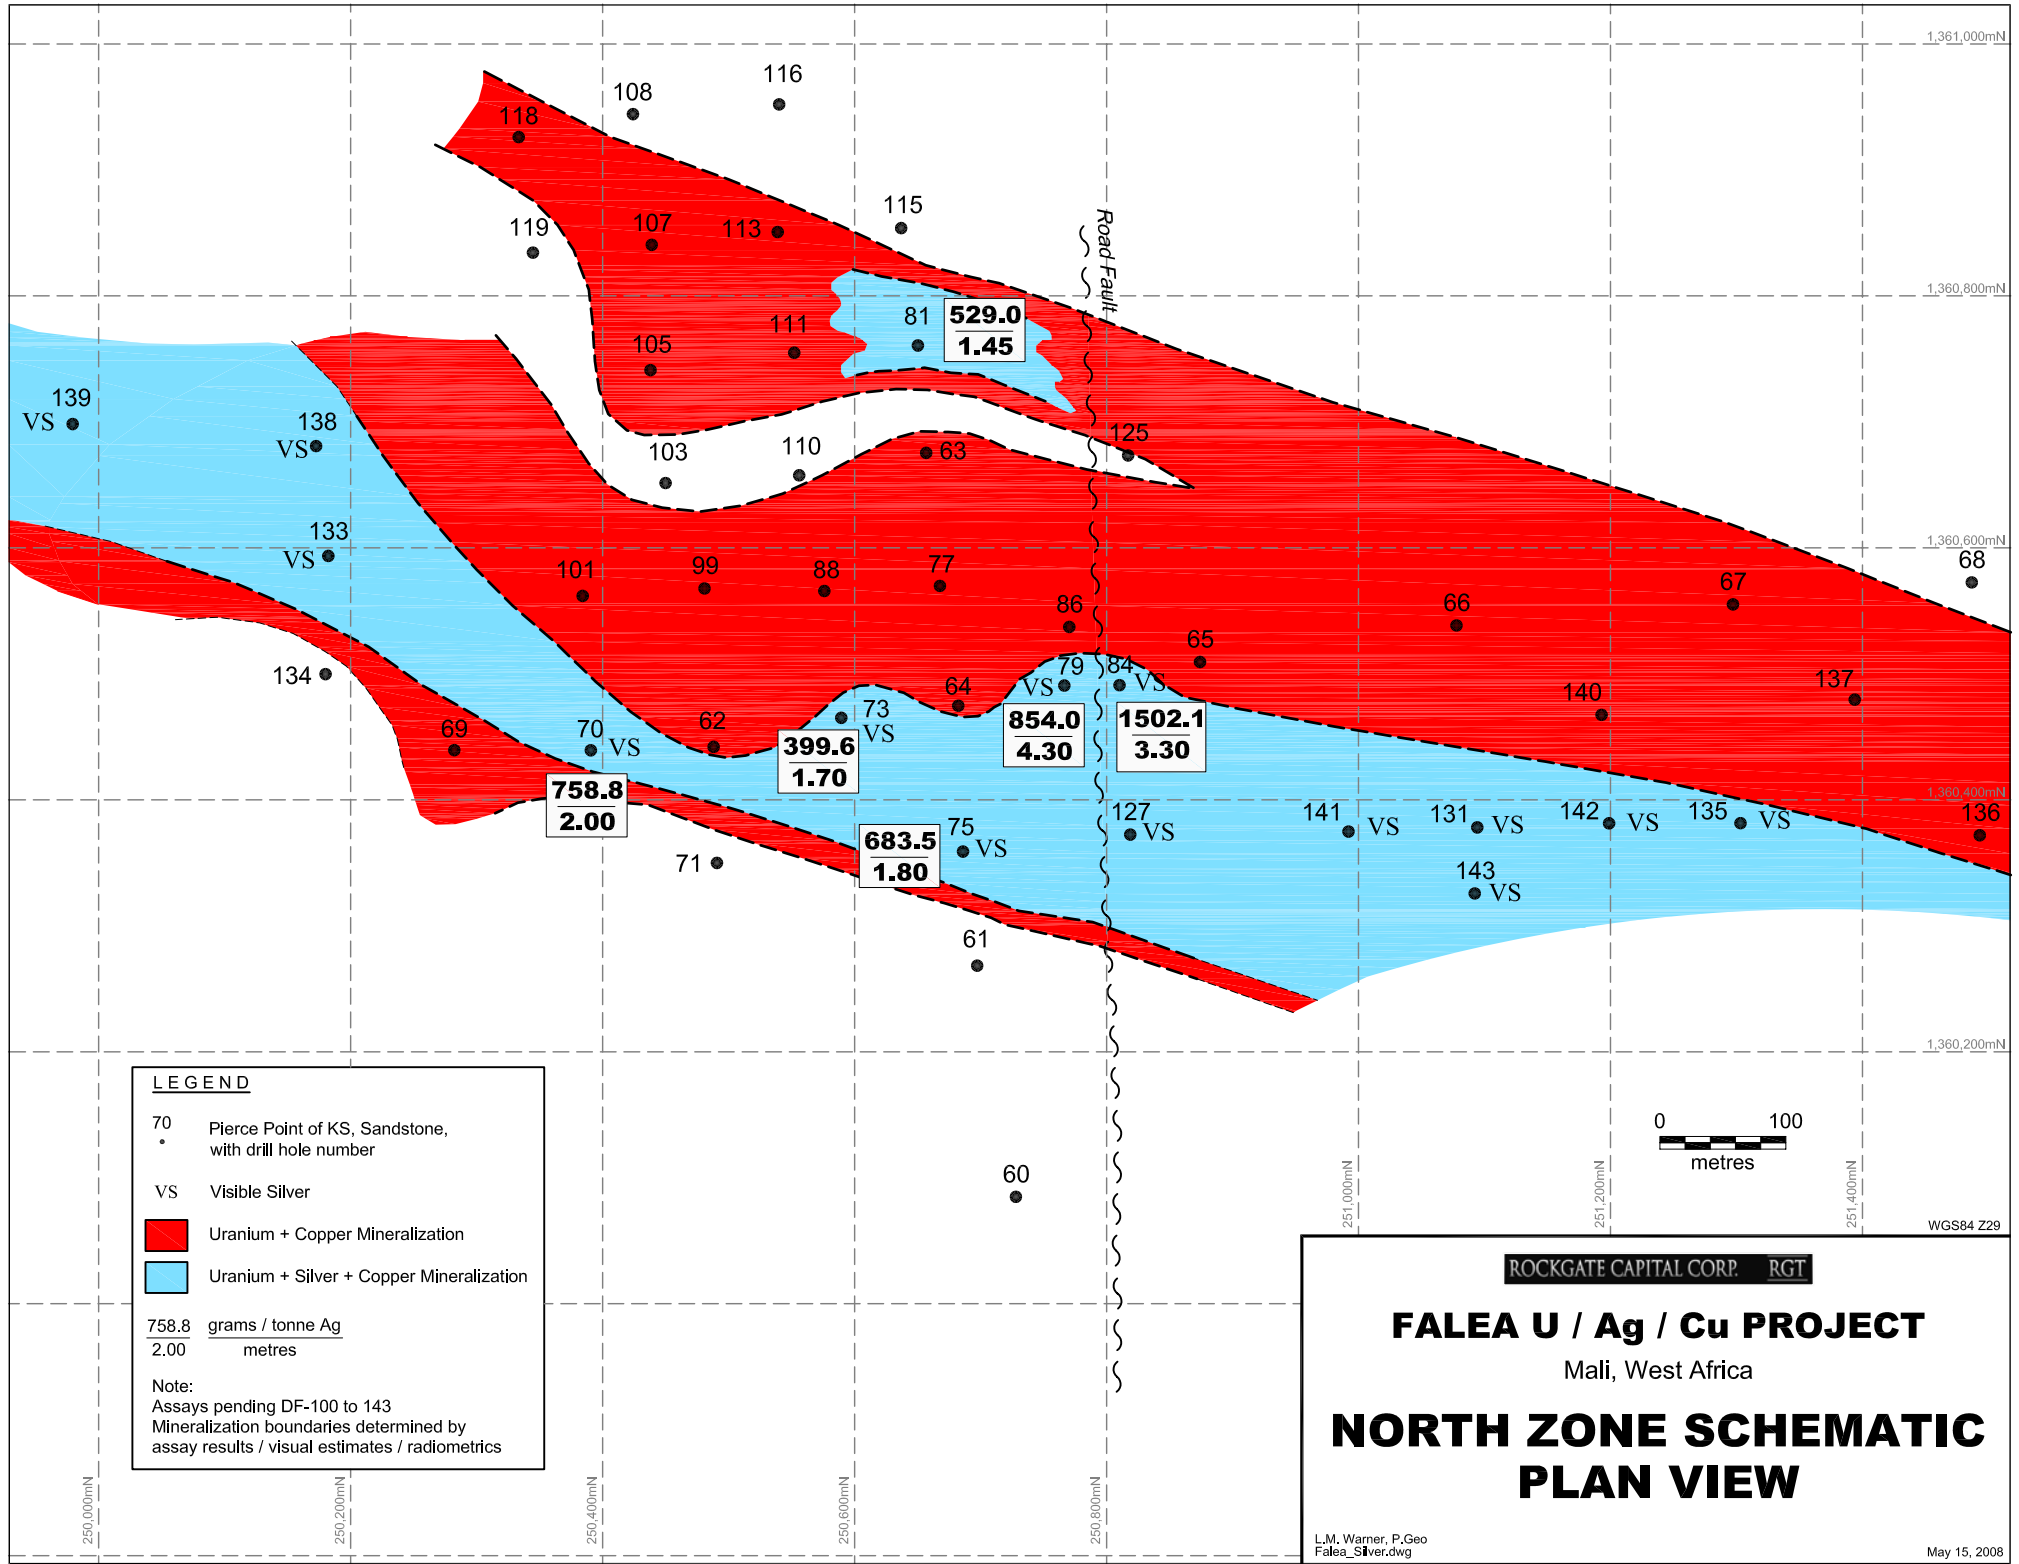 1,361,000mN
116
108
118
115
119
107
113
Road Fault
1,360,800mN
81
529.0
1.45
111
105
139
VS
138
VS
125
103
110
63
133
VS
1,360,600mN
68
101
99
88
77
67
86
66
65
134
79
VS
84
VS
137
64
140
73
VS
62
69
70
VS
854.0
4.30
1502.1
3.30
399.6
1.70
758.8
2.00
1,360,400mN
75
VS
127
VS
141
VS
131
VS
142
VS
135
VS
136
683.5
1.80
71
143
VS
61
1,360,200mN
60
LEGEND
70
Pierce Point of KS, Sandstone,
with drill hole number
VS Visible Silver
Uranium + Copper Mineralization
Uranium + Silver + Copper Mineralization
758.8 grams / tonne Ag
2.00 metres
Note:
Assays pending DF-100 to 143
Mineralization boundaries determined by
assay results / visual estimates / radiometrics
0 100
metres
251,000mN
251,200mN
251,400mN
WGS84 Z29
250,000mN
250,200mN
250,400mN
250,600mN
250,800mN
ROCKGATE CAPITAL CORP. RGT
FALEA U / Ag / Cu PROJECT
Mali, West Africa
NORTH ZONE SCHEMATIC
PLAN VIEW
L.M. Warner, P.Geo
Falea_Silver.dwg
May 15, 2008